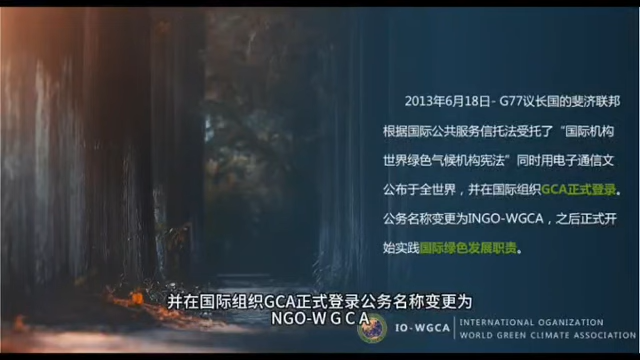 2013年6月18日- G77议长国的斐济联邦
根据国际公共服务信托法受托了“国际机构
世界绿色气候机构宪法”同时用电子通信文
公布于全世界，并在国际组织GCA正式登录。
公务名称变更为INGO-WGCA，之后正式开
始实践国际绿色发展职责。
并在国际组织GCA正式登录公务名称变更为
NGO-W G C A
IO-WGCA
INTERNATIONAL OGANIZATION
WORLD GREEN CLIMATE ASSOCIATION